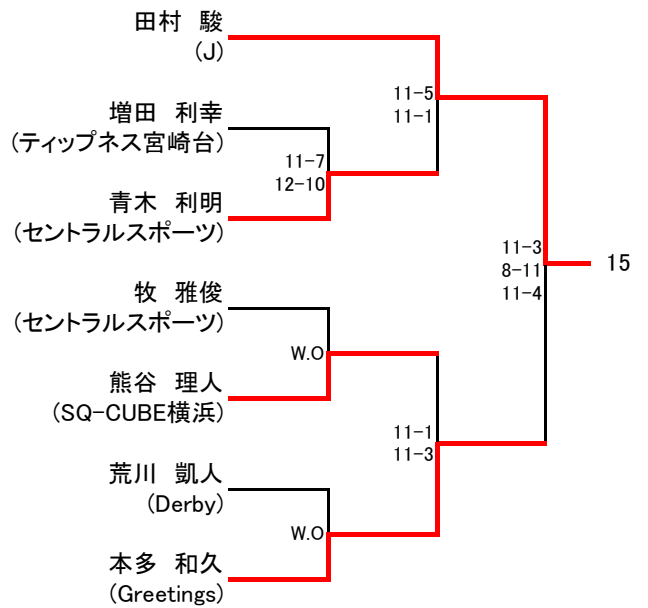 田村 駿
(J)
11-5
11-1
増田 利幸
(ティップネス宮崎台)
11-7
12-10
青木 利明
(セントラルスポーツ)
11-3
8-11
11-4
15
牧 雅俊
(セントラルスポーツ)
W.O
熊谷 理人
(SQ-CUBE横浜)
11-1
11-3
荒川 凱人
(Derby)
W.O
本多 和久
(Greetings)